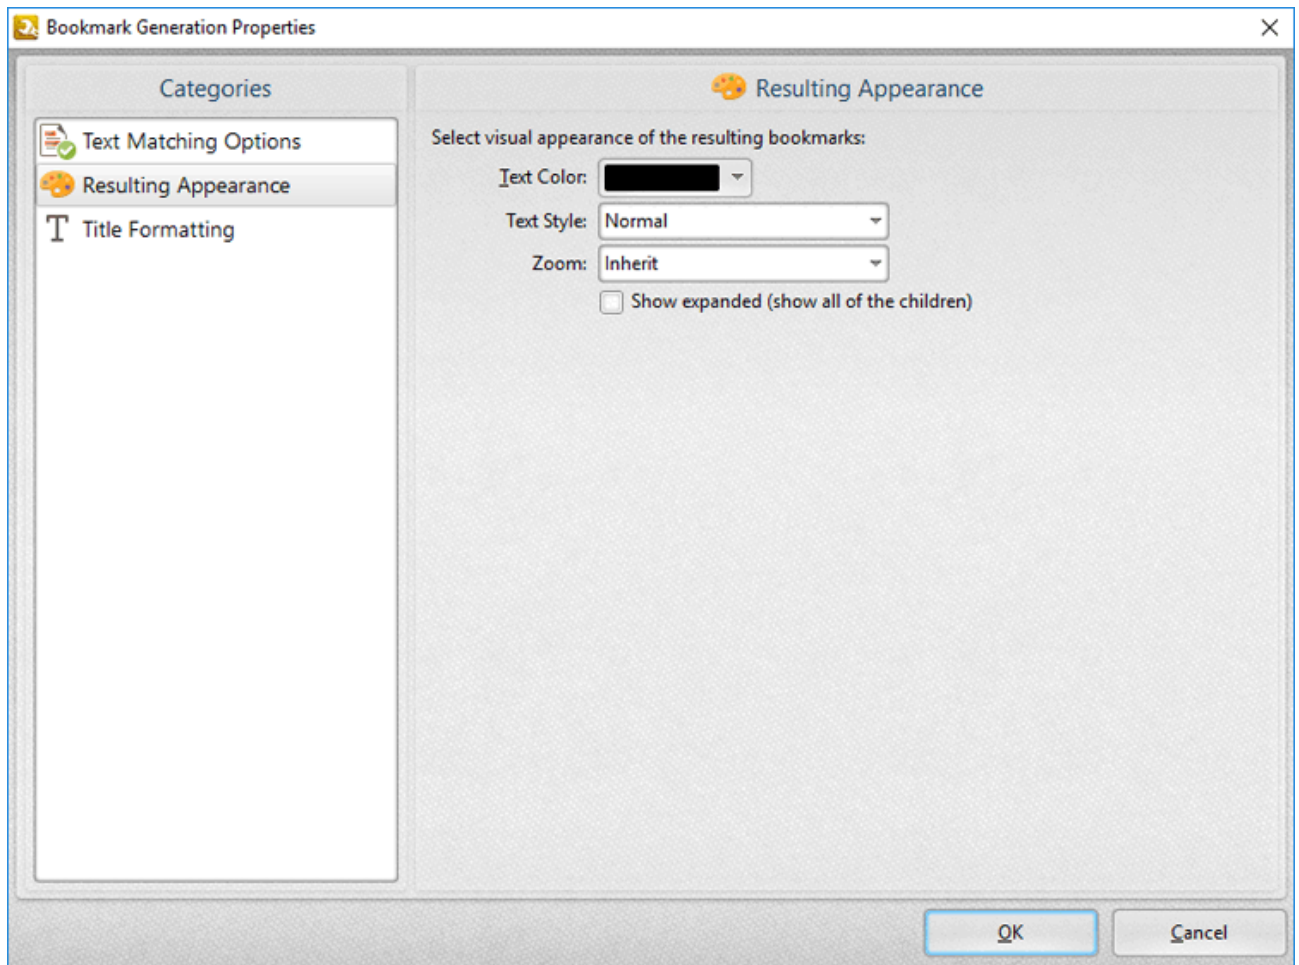 Bookmark Generation Properties
Categories
Text Matching Options
Resulting Appearance
Title Formatting
Resulting Appearance
Select visual appearance of the resulting bookmarks:
Text Color:
Text Style: Normal
Zoom: Inherit
Show expanded (show all of the children)
OK Cancel